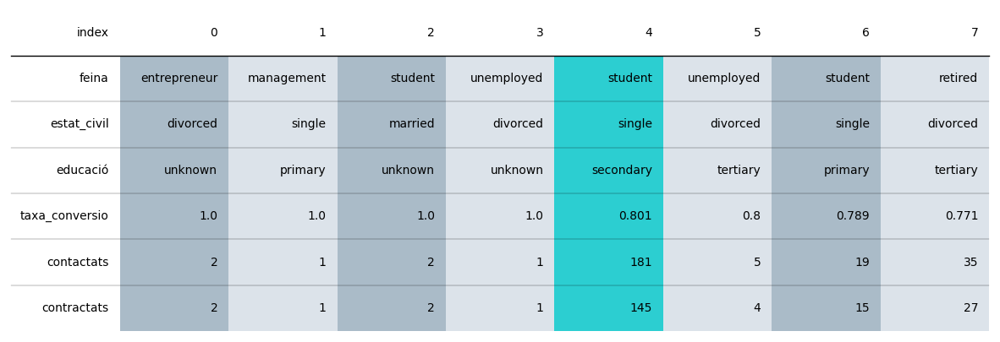 index 0 1 2 3 4 5 6 7
feina entrepreneur management student unemployed student unemployed student retired
estat_civil divorced single married divorced single divorced single divorced
educació unknown primary unknown unknown secondary tertiary primary tertiary
taxa_conversio 1.0 1.0 1.0 1.0 0.801 0.8 0.789 0.771
contactats 2 1 2 1 181 5 19 35
contractats 2 1 2 1 145 4 15 27